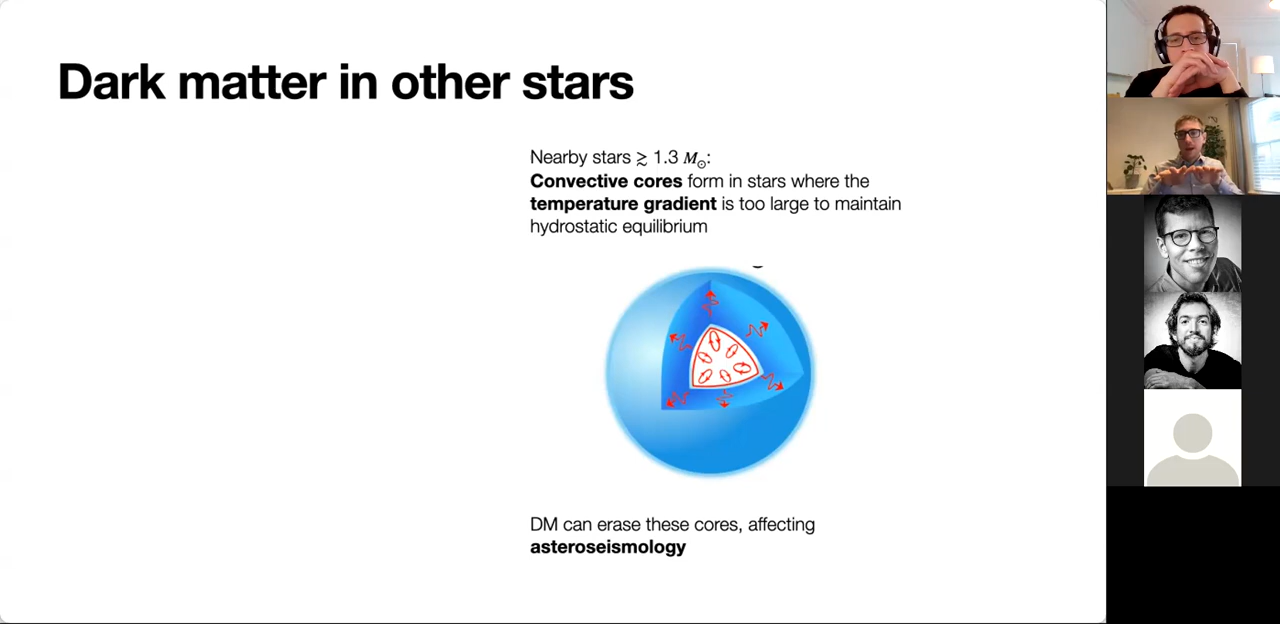 Dark matter in other stars
Nearby stars ≳ 1.3 M⊙:
Convective cores form in stars where the
temperature gradient is too large to maintain
hydrostatic equilibrium
DM can erase these cores, affecting
asteroseismology